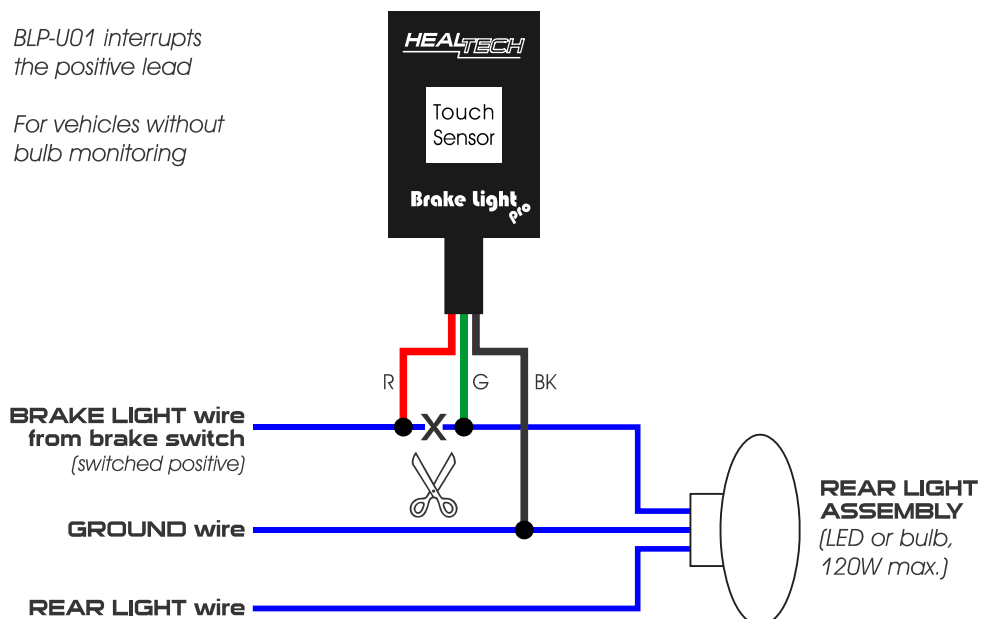 BLP-U01 interrupts
the positive lead
For vehicles without
bulb monitoring
HEALTECH
Touch
Sensor
Brake Light
pro
R
G
BK
BRAKE LIGHT wire
from brake switch
(switched positive)
X
GROUND wire
REAR LIGHT wire
REAR LIGHT
ASSEMBLY
(LED or bulb,
120W max.)